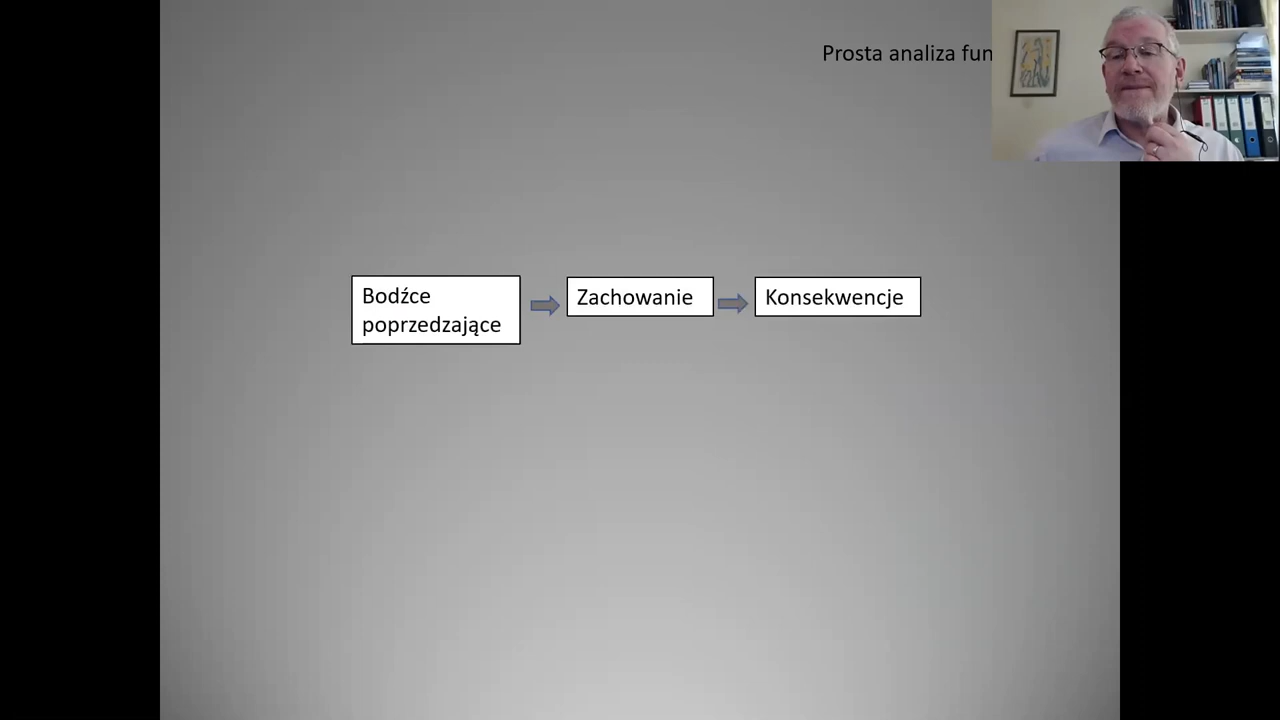 Prosta analiza fun
Bodźce
poprzedzające
Zachowanie
Konsekwencje